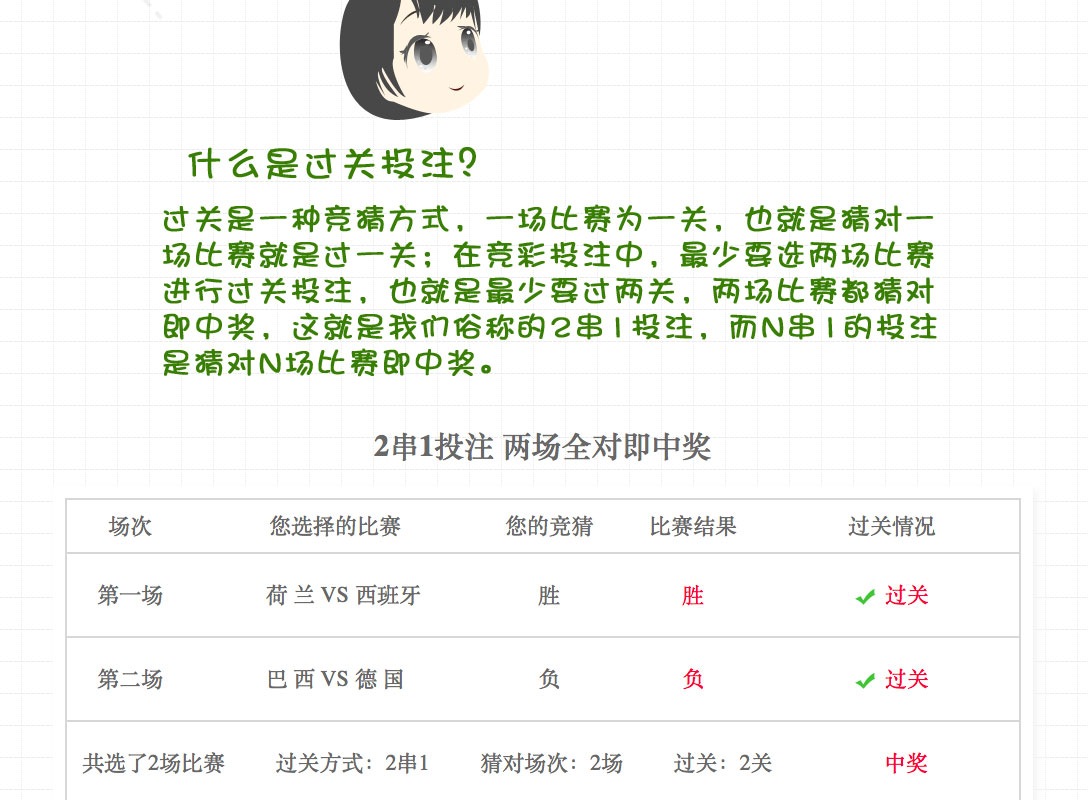 什么是过关投注?
过关是一种竞猜方式，一场比赛为一关，也就是猜对一
场比赛就是过一关；在竞彩投注中，最少要选两场比赛
进行过关投注，也就是最少要过两关，两场比赛都猜对
即中奖，这就是我们俗称的2串1投注，而N串1的投注
是猜对N场比赛即中奖。
2串1投注 两场全对即中奖
场次 您选择的比赛 您的竞猜 比赛结果 过关情况
第一场 荷 兰 VS 西班牙 胜 胜 过关
第二场 巴 西 VS 德 国 负 负 过关
共选了2场比赛 过关方式：2串1 猜对场次：2场 过关：2关 中奖